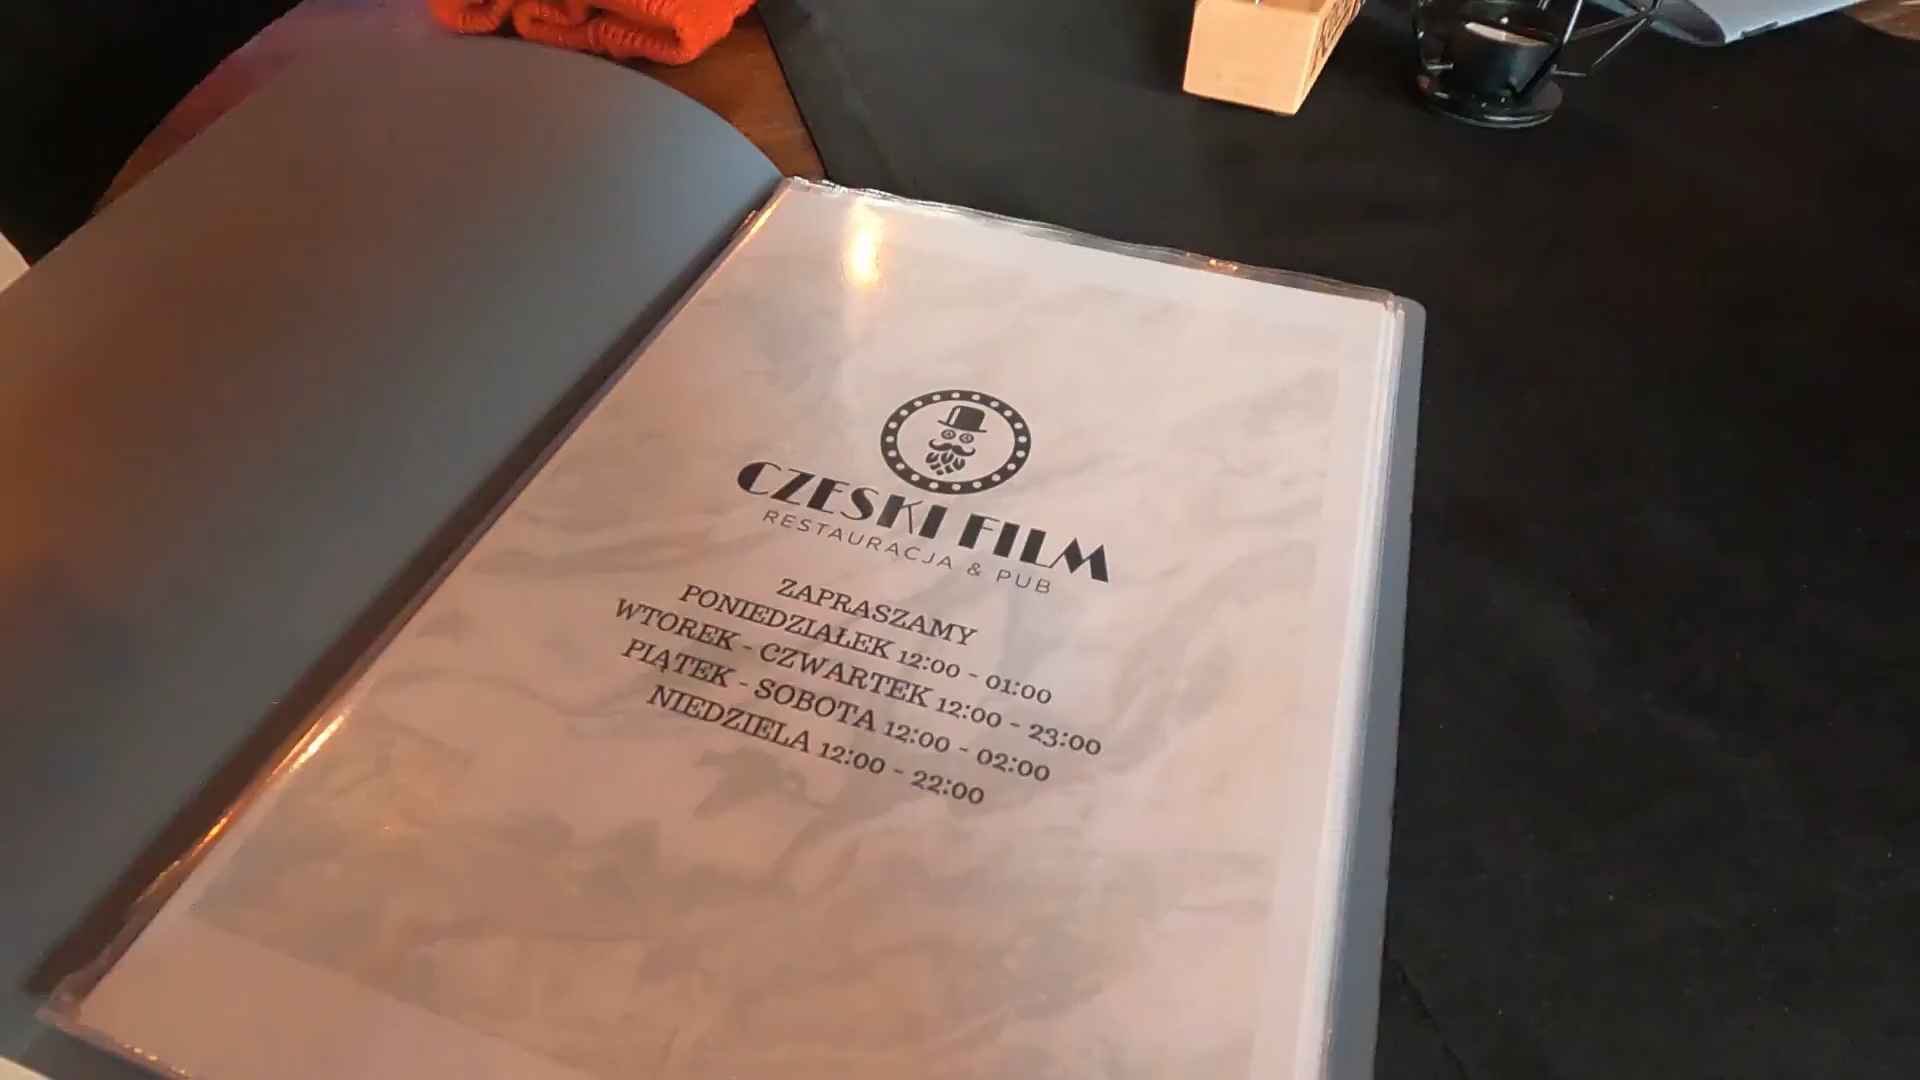 CZESKI FILM
RESTAURACJA & PUB
ZAPRASZAMY
PONIEDZIAŁEK 12:00 - 01:00
WTOREK - CZWARTEK 12:00 - 23:00
PIĄTEK - SOBOTA 12:00 - 02:00
NIEDZIELA 12:00 - 22:00